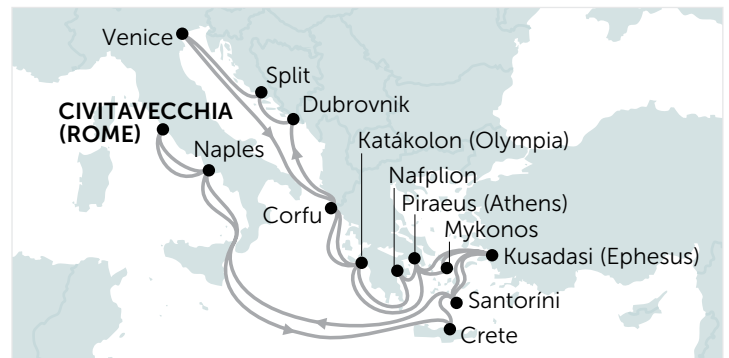 Venice
Split
Dubrovnik
CIVITAVECCHIA
(ROME)
Katákolon (Olympia)
Naples
Nafplion
Piraeus (Athens)
Corfu
Mykonos
Kusadasi (Ephesus)
Santoríni
Crete